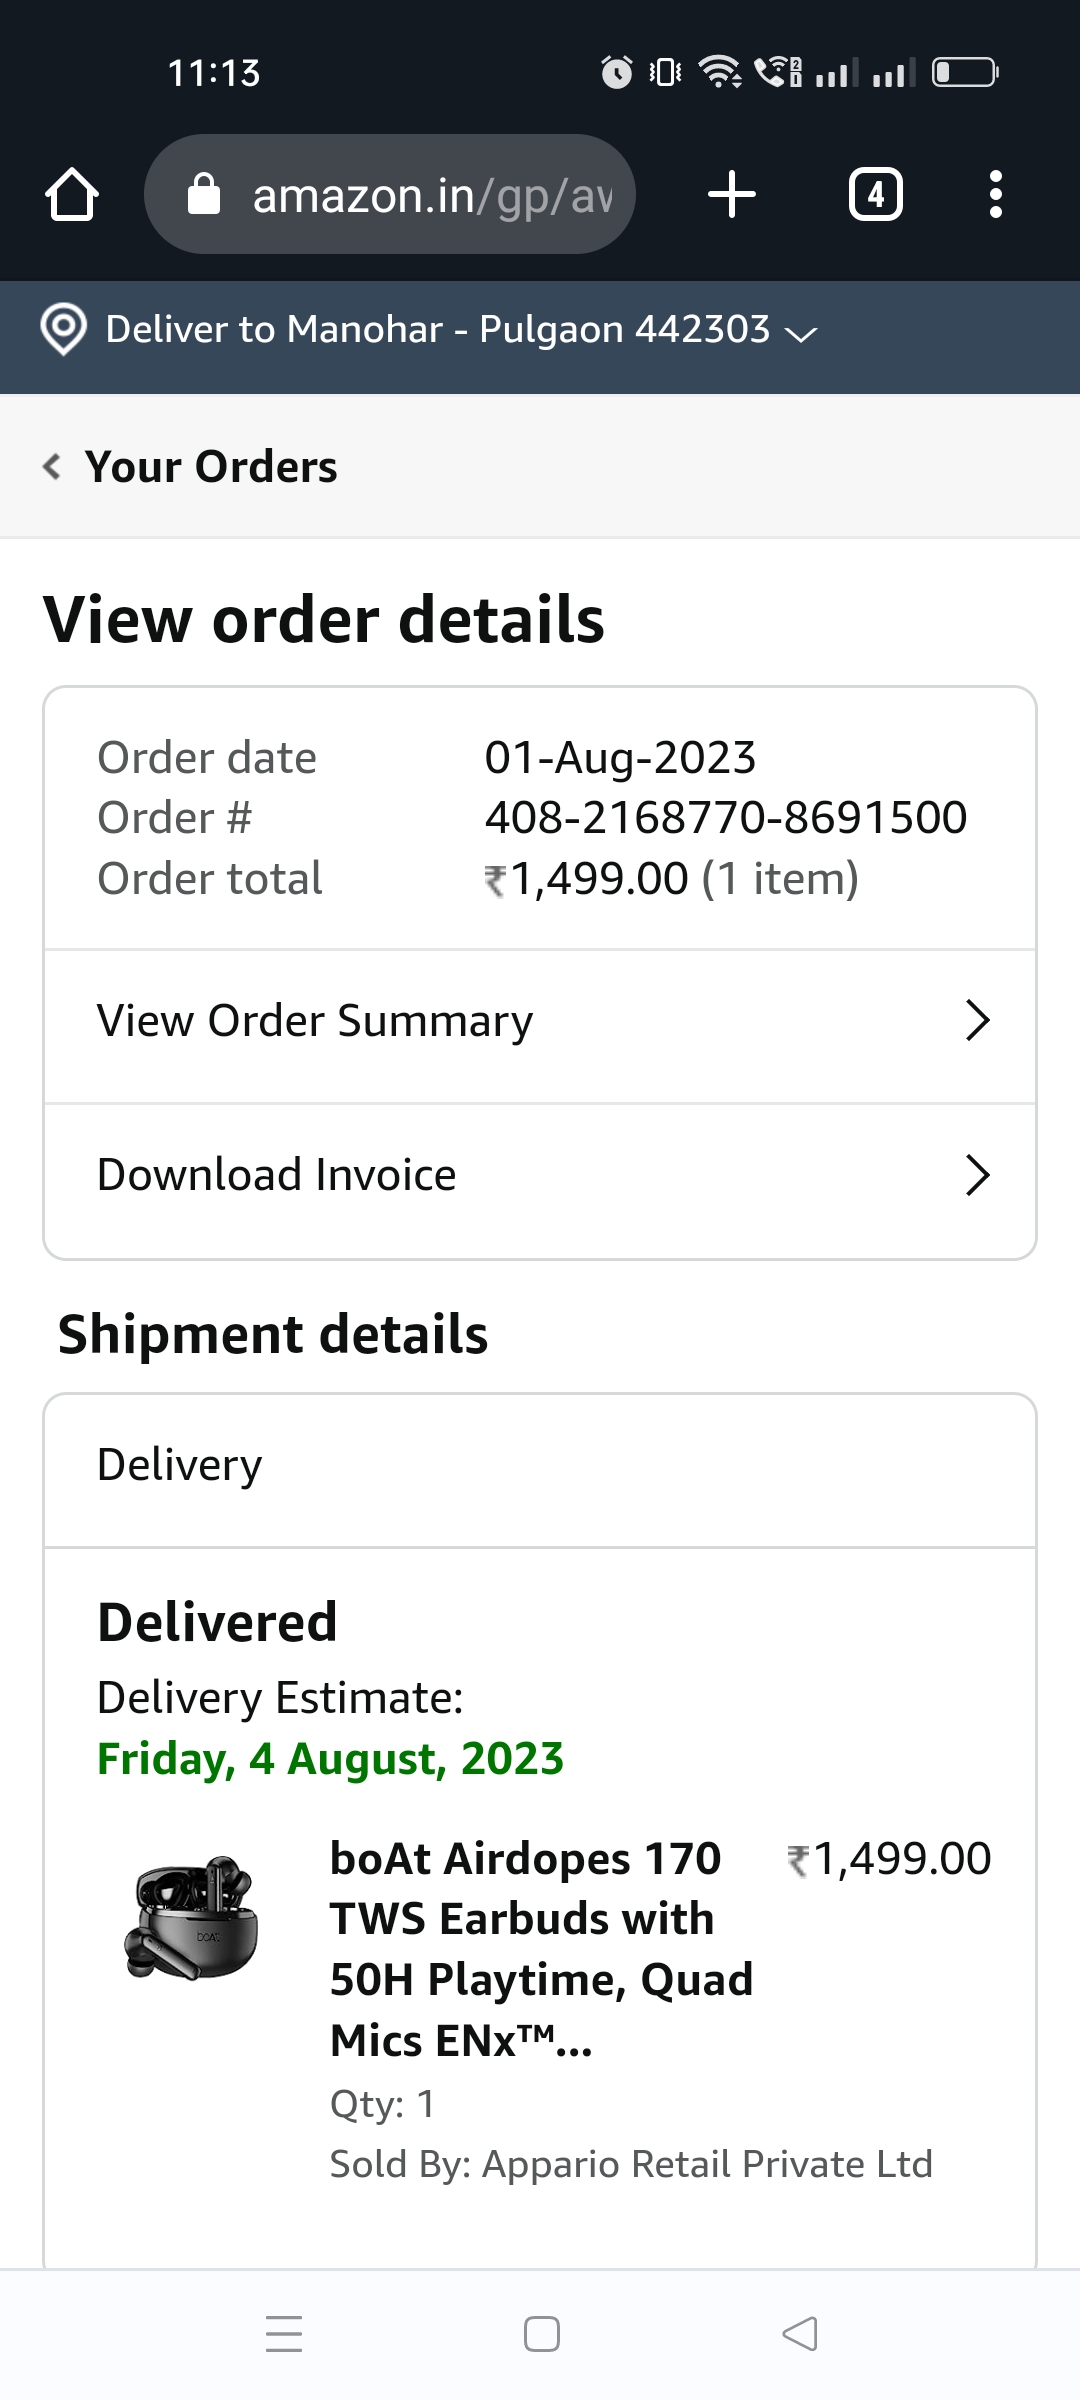 11:13
amazon.in/gp/aw
4
Deliver to Manohar - Pulgaon 442303
Your Orders
View order details
Order date 01-Aug-2023
Order # 408-2168770-8691500
Order total ₹1,499.00 (1 item)
View Order Summary
Download Invoice
Shipment details
Delivery
Delivered
Delivery Estimate:
Friday, 4 August, 2023
boAt Airdopes 170 ₹1,499.00
TWS Earbuds with
50H Playtime, Quad
Mics ENx™...
Qty: 1
Sold By: Appario Retail Private Ltd